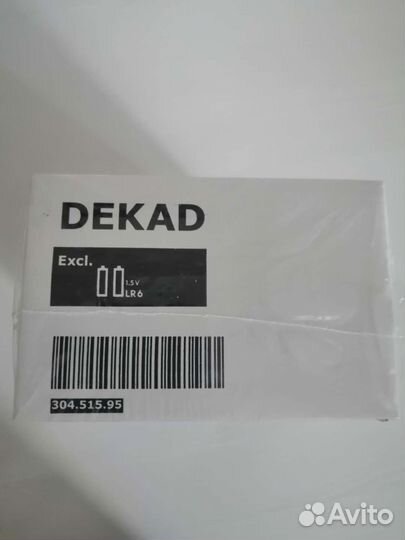 DEKAD
Excl.
1.5V
LR6
304.515.95
Avito